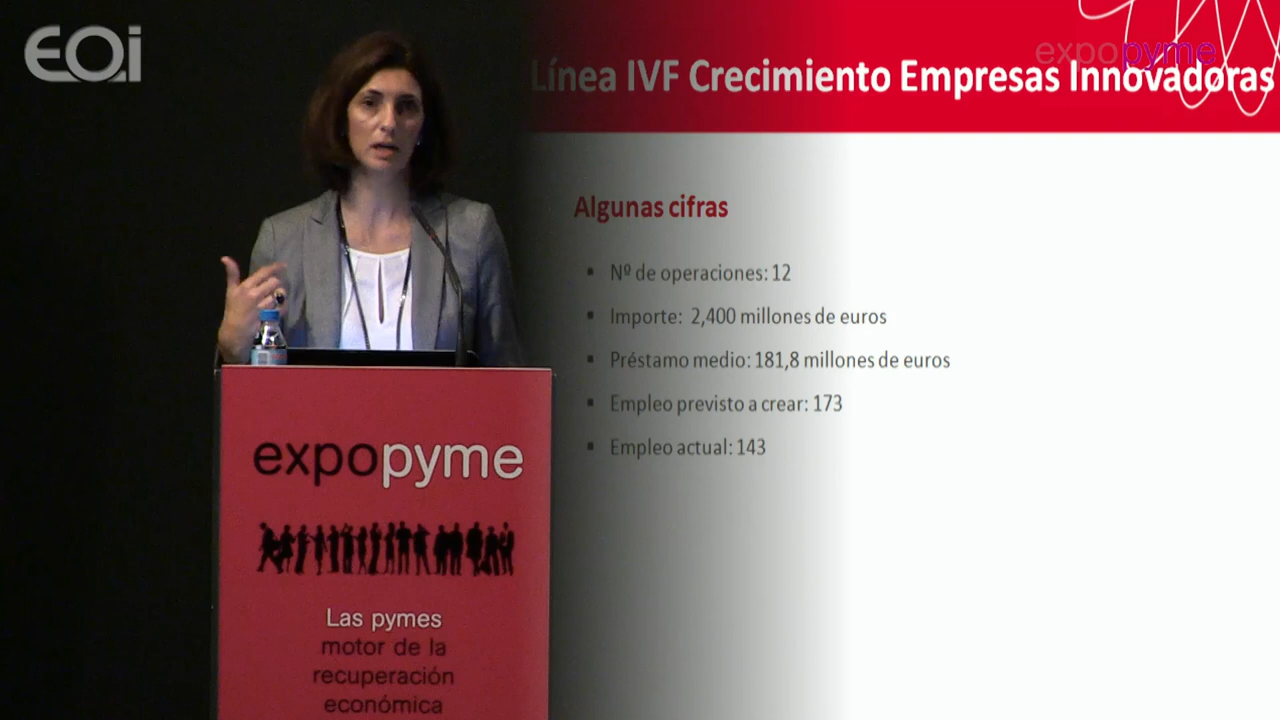 EOi
expopyme
Línea IVF Crecimiento Empresas Innovadoras
Algunas cifras
▪ Nº de operaciones: 12
▪ Importe: 2,400 millones de euros
▪ Préstamo medio: 181,8 millones de euros
▪ Empleo previsto a crear: 173
▪ Empleo actual: 143
expopyme
Las pymes
motor de la
recuperación
económica